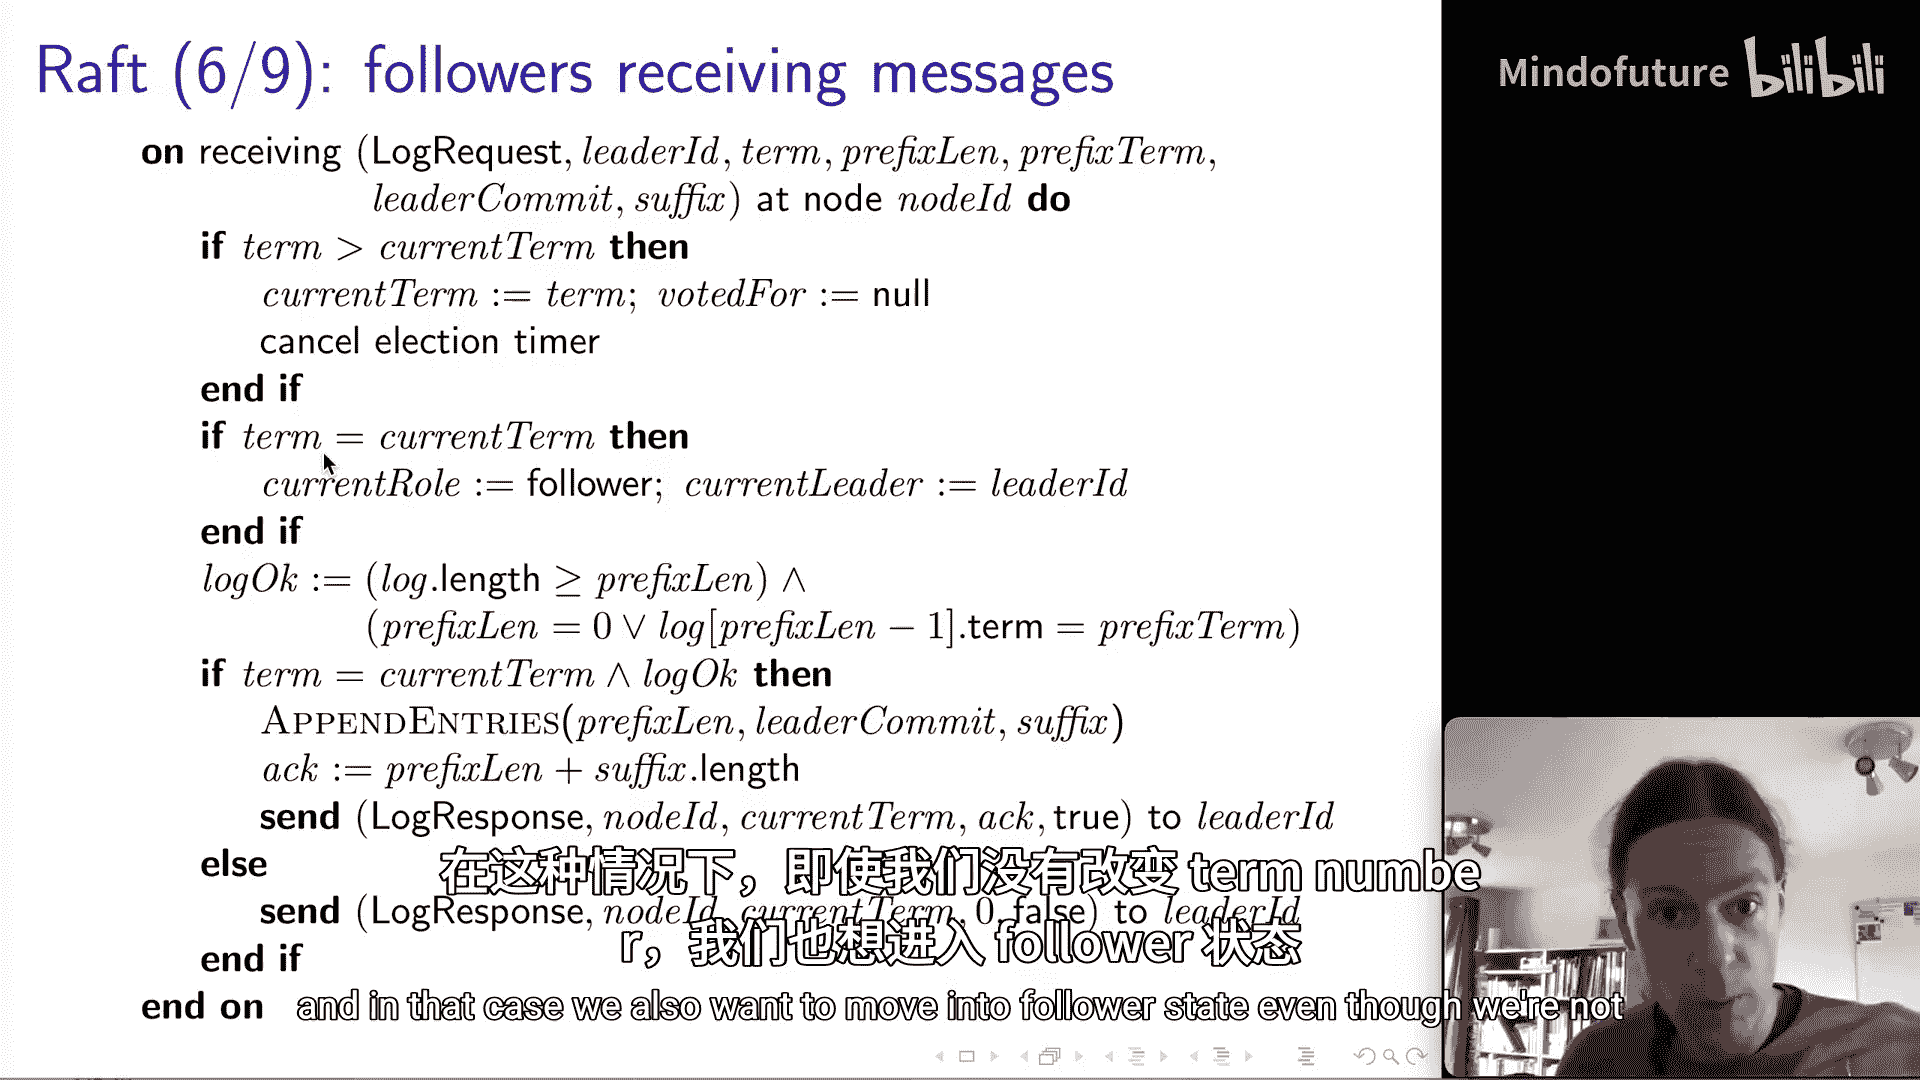 Raft (6/9): followers receiving messages
Mindofuture bilibili
on receiving (LogRequest, leaderId, term, prefixLen, prefixTerm,
leaderCommit, suffix) at node nodeId do
if term > currentTerm then
currentTerm := term; votedFor := null
cancel election timer
end if
if term = currentTerm then
currentRole := follower; currentLeader := leaderId
end if
logOk := (log.length ≥ prefixLen) ∧
(prefixLen = 0 ∨ log[prefixLen − 1].term = prefixTerm)
if term = currentTerm ∧ logOk then
AppendEntries(prefixLen, leaderCommit, suffix)
ack := prefixLen + suffix.length
send (LogResponse, nodeId, currentTerm, ack, true) to leaderId
else
在这种情况下，即使我们没有改变 term numbe
send (LogResponse, nodeId, currentTerm, 0, false) to leaderId
r，我们也想进入 follower 状态
end if
end on
and in that case we also want to move into follower state even though we're not